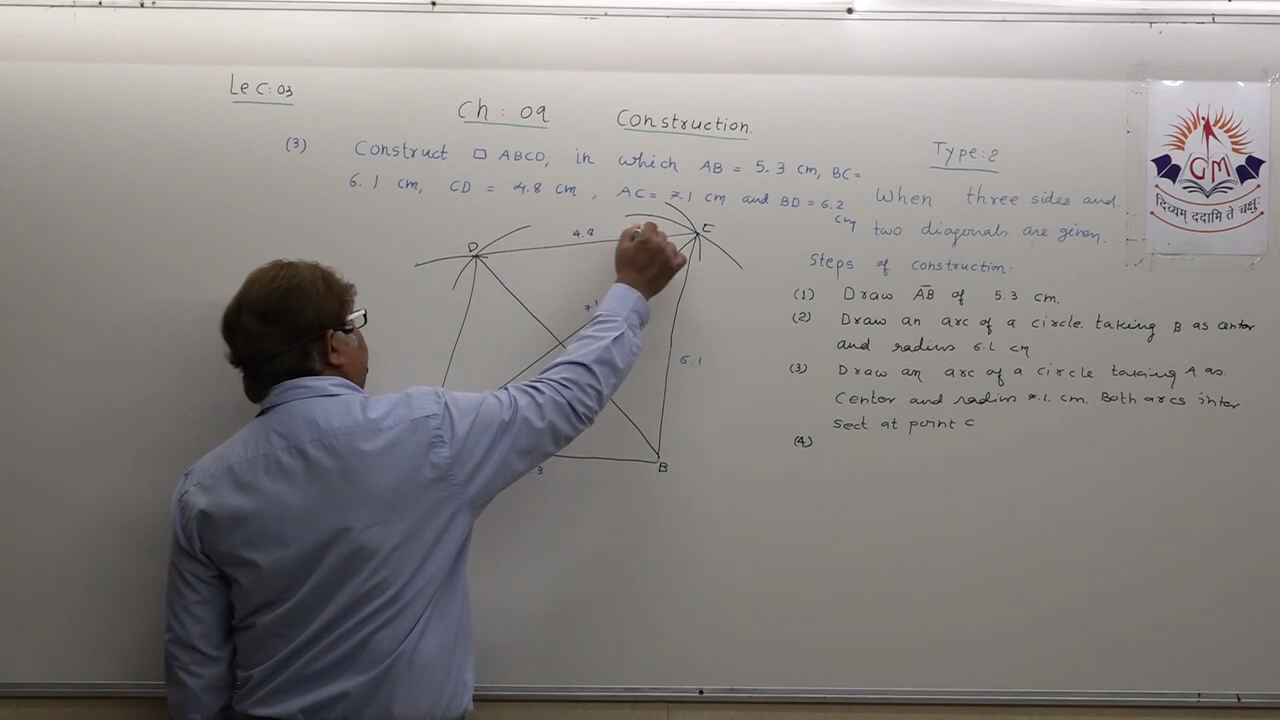 Lec:03
Ch: 09 Construction.
(3) Construct □ ABCD, in which AB = 5.3 cm, BC =
6.1 cm, CD = 4.8 cm, AC = 7.1 cm and BD = 6.2
cm
Type:2
When three sides and
two diagonals are given.
Steps of construction:
(1) Draw AB of 5.3 cm.
(2) Draw an arc of a circle taking B as center
and radius 6.1 cm
(3) Draw an arc of a circle taking A as
Center and radius 7.1 cm. Both arcs inter
sect at point C
(4)
D
4.8
C
7.1
6.1
3
B
GM
दिव्यम् ददामि ते चक्षुः